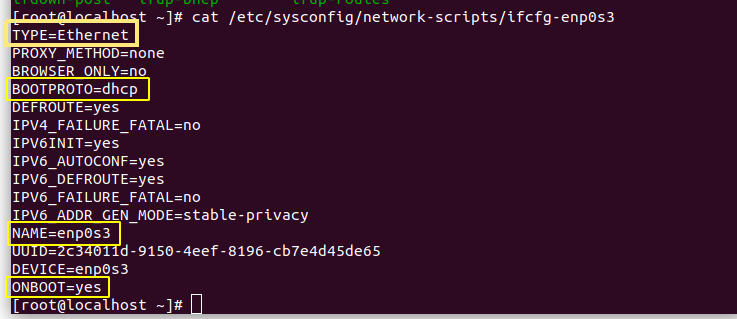 [root@localhost ~]# cat /etc/sysconfig/network-scripts/ifcfg-enp0s3
TYPE=Ethernet
PROXY_METHOD=none
BROWSER_ONLY=no
BOOTPROTO=dhcp
DEFROUTE=yes
IPV4_FAILURE_FATAL=no
IPV6INIT=yes
IPV6_AUTOCONF=yes
IPV6_DEFROUTE=yes
IPV6_FAILURE_FATAL=no
IPV6_ADDR_GEN_MODE=stable-privacy
NAME=enp0s3
UUID=2c34011d-9150-4eef-8196-cb7e4d45de65
DEVICE=enp0s3
ONBOOT=yes
[root@localhost ~]#